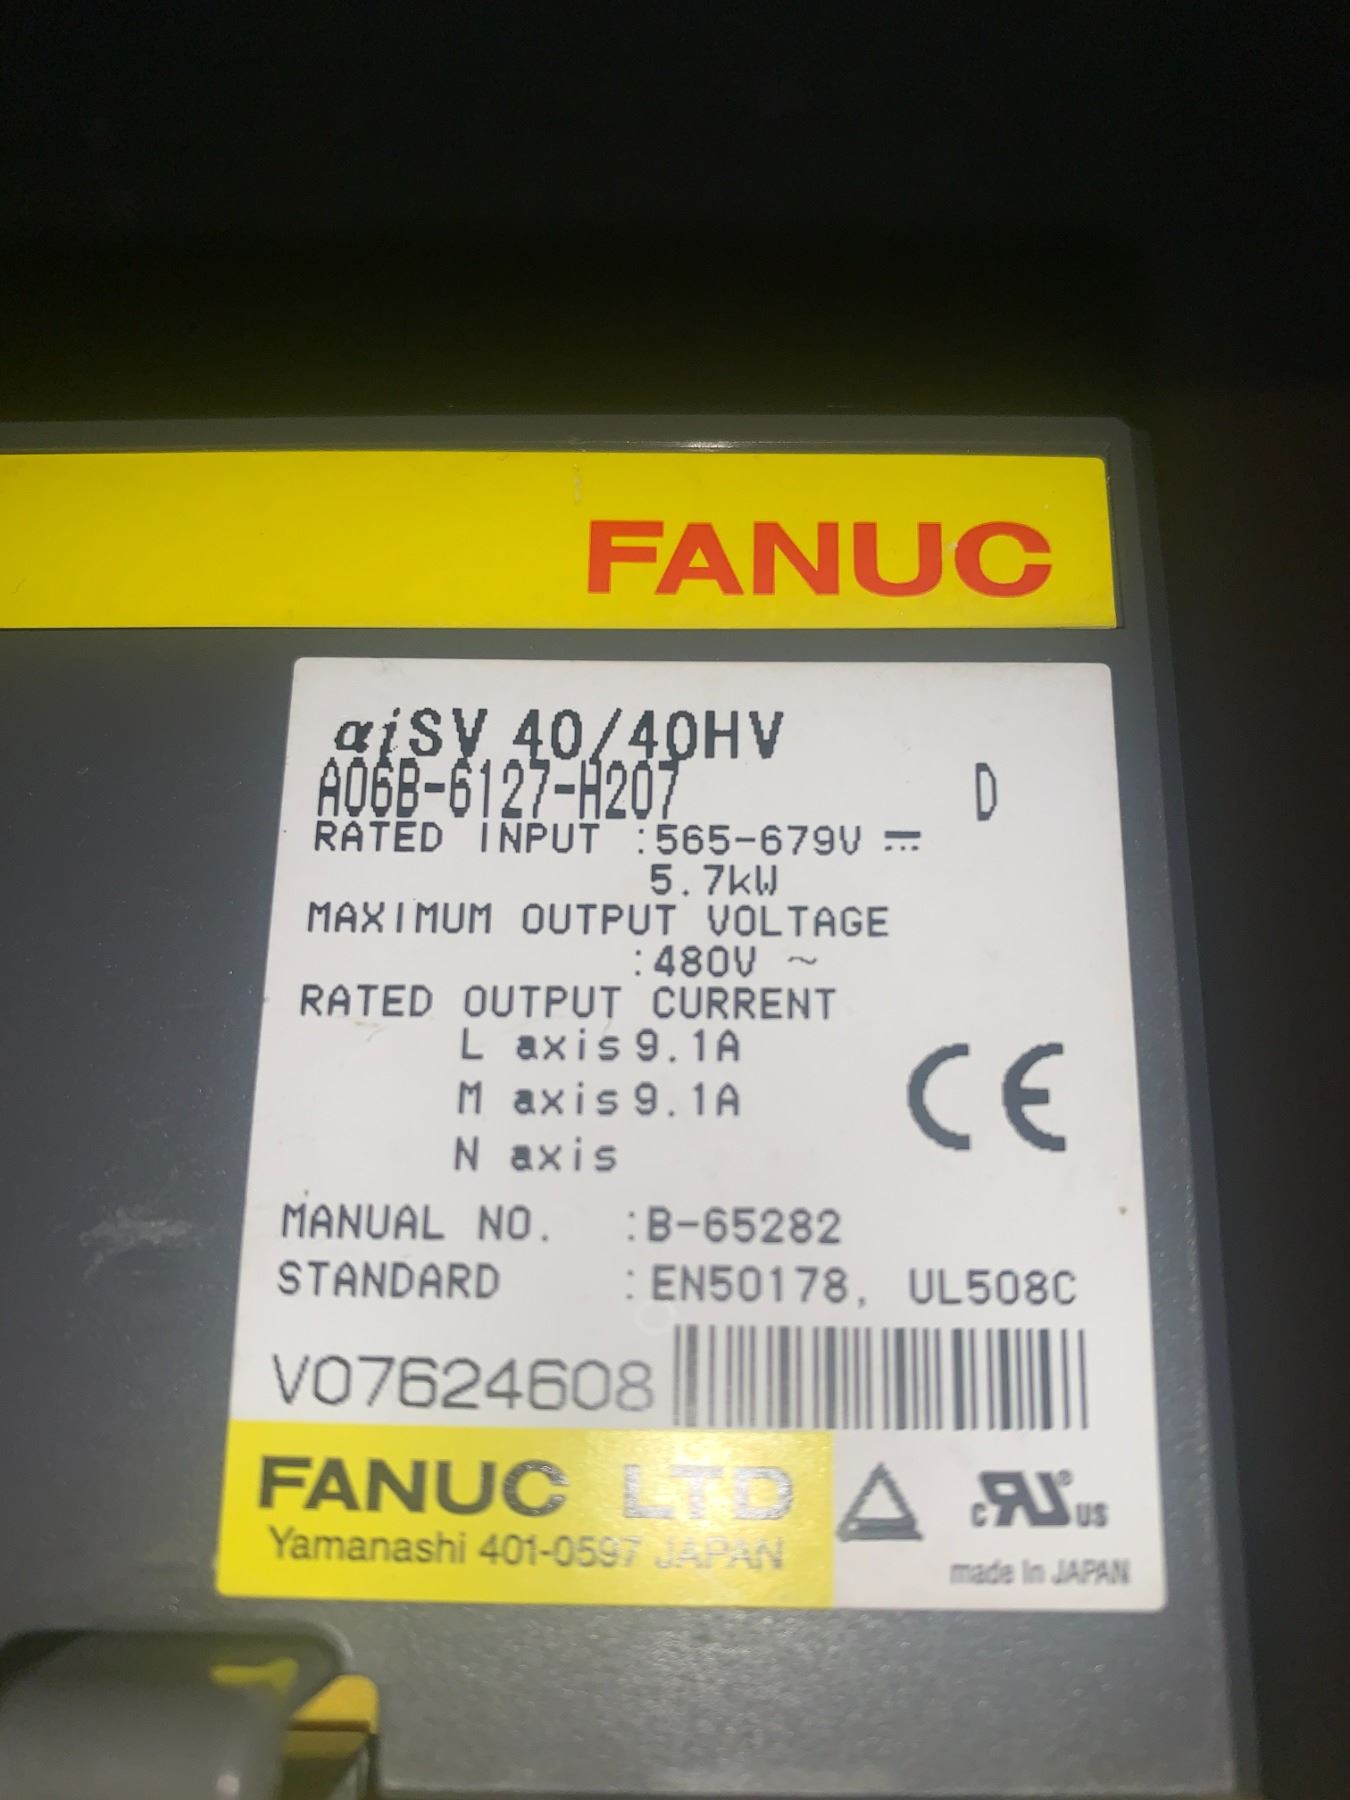 FANUC
αiSV 40/40HV
A06B-6127-H207 D
RATED INPUT :565-679V ⎓
5.7kW
MAXIMUM OUTPUT VOLTAGE
:480V ~
RATED OUTPUT CURRENT
L axis 9.1A
M axis 9.1A
N axis
CE
MANUAL NO. :B-65282
STANDARD :EN50178, UL508C
V07624608
FANUC LTD
Yamanashi 401-0597 JAPAN
c RU® US
made in JAPAN